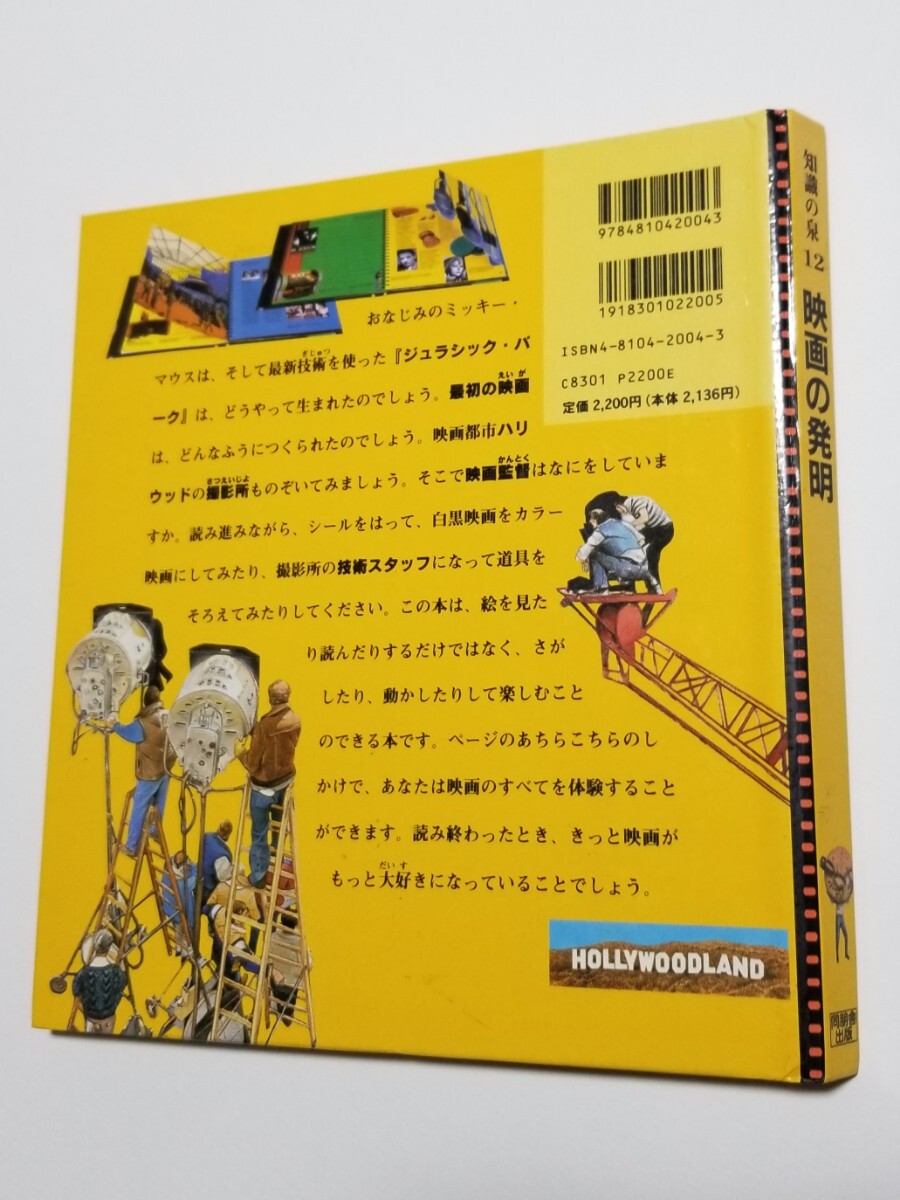 9784810420043
1918301022005
ISBN4-8104-2004-3
C8301 P2200E
定価2,200円(本体2,136円)
おなじみのミッキー・
マウスは、そして最新技術を使った『ジュラシック・パ
ーク』は、どうやって生まれたのでしょう。最初の映画
は、どんなふうにつくられたのでしょう。映画都市ハリ
ウッドの撮影所ものぞいてみましょう。そこで映画監督はなにをしていま
すか。読み進みながら、シールをはって、白黒映画をカラー
映画にしてみたり、撮影所の技術スタッフになって道具を
そろえてみたりしてください。この本は、絵を見た
り読んだりするだけではなく、さが
したり、動かしたりして楽しむこと
のできる本です。ページのあちらこちらのし
かけで、あなたは映画のすべてを体験すること
ができます。読み終わったとき、きっと映画が
もっと大好きになっていることでしょう。
HOLLYWOODLAND
知識の泉 12
映画の発明
同朋舎
出版